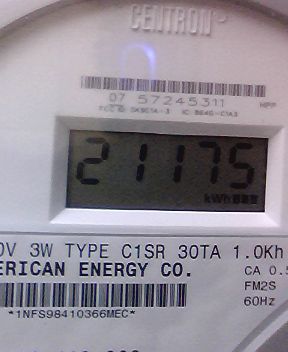 CENTRON
07 57245311
21175
kWh
0V 3W TYPE C1SR 30TA 1.0Kh
ERICAN ENERGY CO.
CA 0.5
FM2S
60Hz
*1NFS98410366MEC*